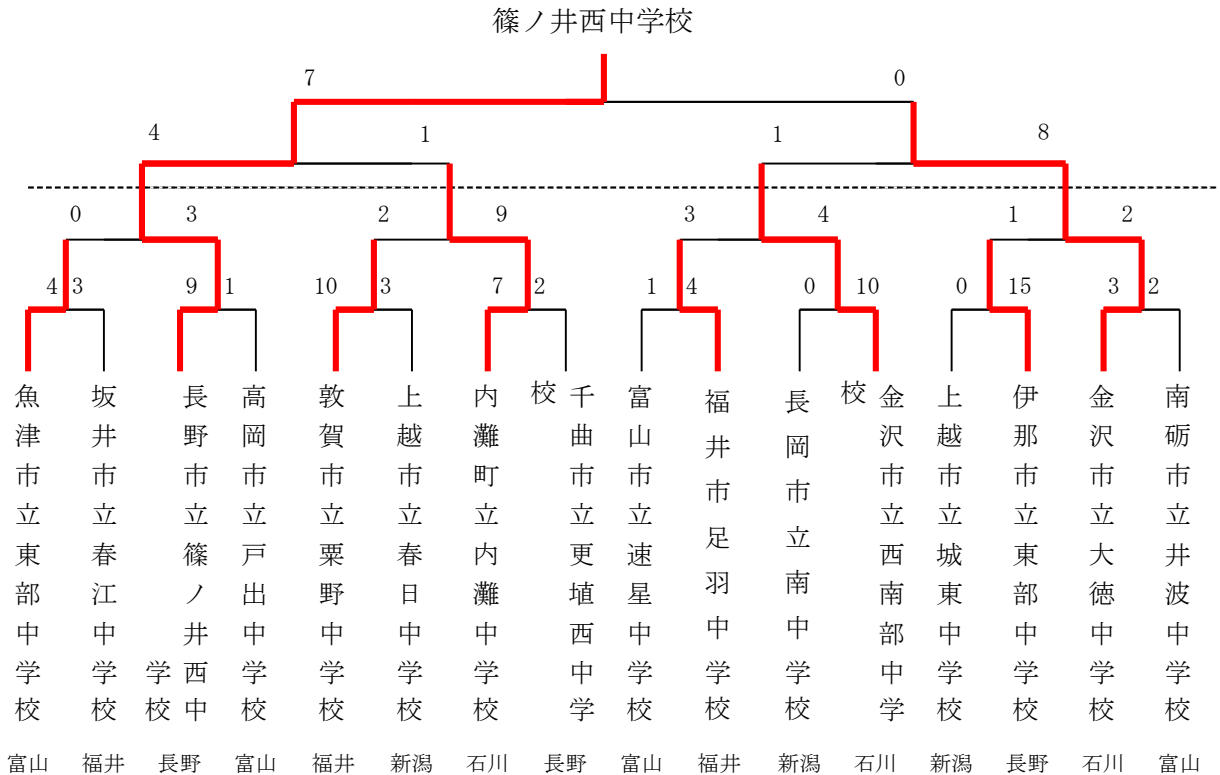 篠ノ井西中学校
7 0
4 1 1 8
0 3 2 9 3 4 1 2
4 3 9 1 10 3 7 2 1 4 0 10 0 15 3 2
魚津市立東部中学校
坂井市立春江中学校
長野市立篠ノ井西中
学校
高岡市立戸出中学校
敦賀市立粟野中学校
上越市立春日中学校
内灘町立内灘中学校
千曲市立更埴西中学
校
富山市立速星中学校
福井市足羽中学校
長岡市立南中学校
金沢市立西南部中学
校
上越市立城東中学校
伊那市立東部中学校
金沢市立大徳中学校
南砺市立井波中学校
富山 福井 長野 富山 福井 新潟 石川 長野 富山 福井 新潟 石川 新潟 長野 石川 富山